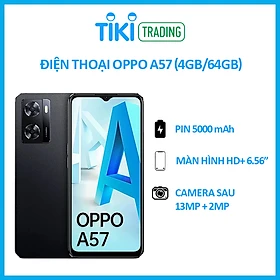 TIKI TRADING
ĐIỆN THOẠI OPPO A57 (4GB/64GB)
PIN 5000 mAh
MÀN HÌNH HD+ 6.56”
CAMERA SAU
13MP + 2MP
A
OPPO
A57